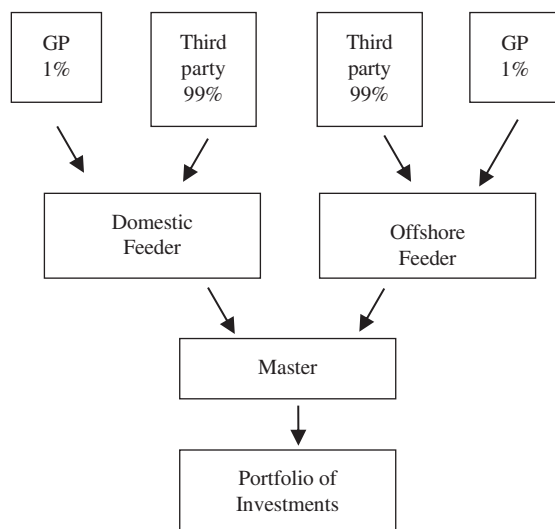 GP
1%
Third
party
99%
Third
party
99%
GP
1%
Domestic
Feeder
Offshore
Feeder
Master
Portfolio of
Investments